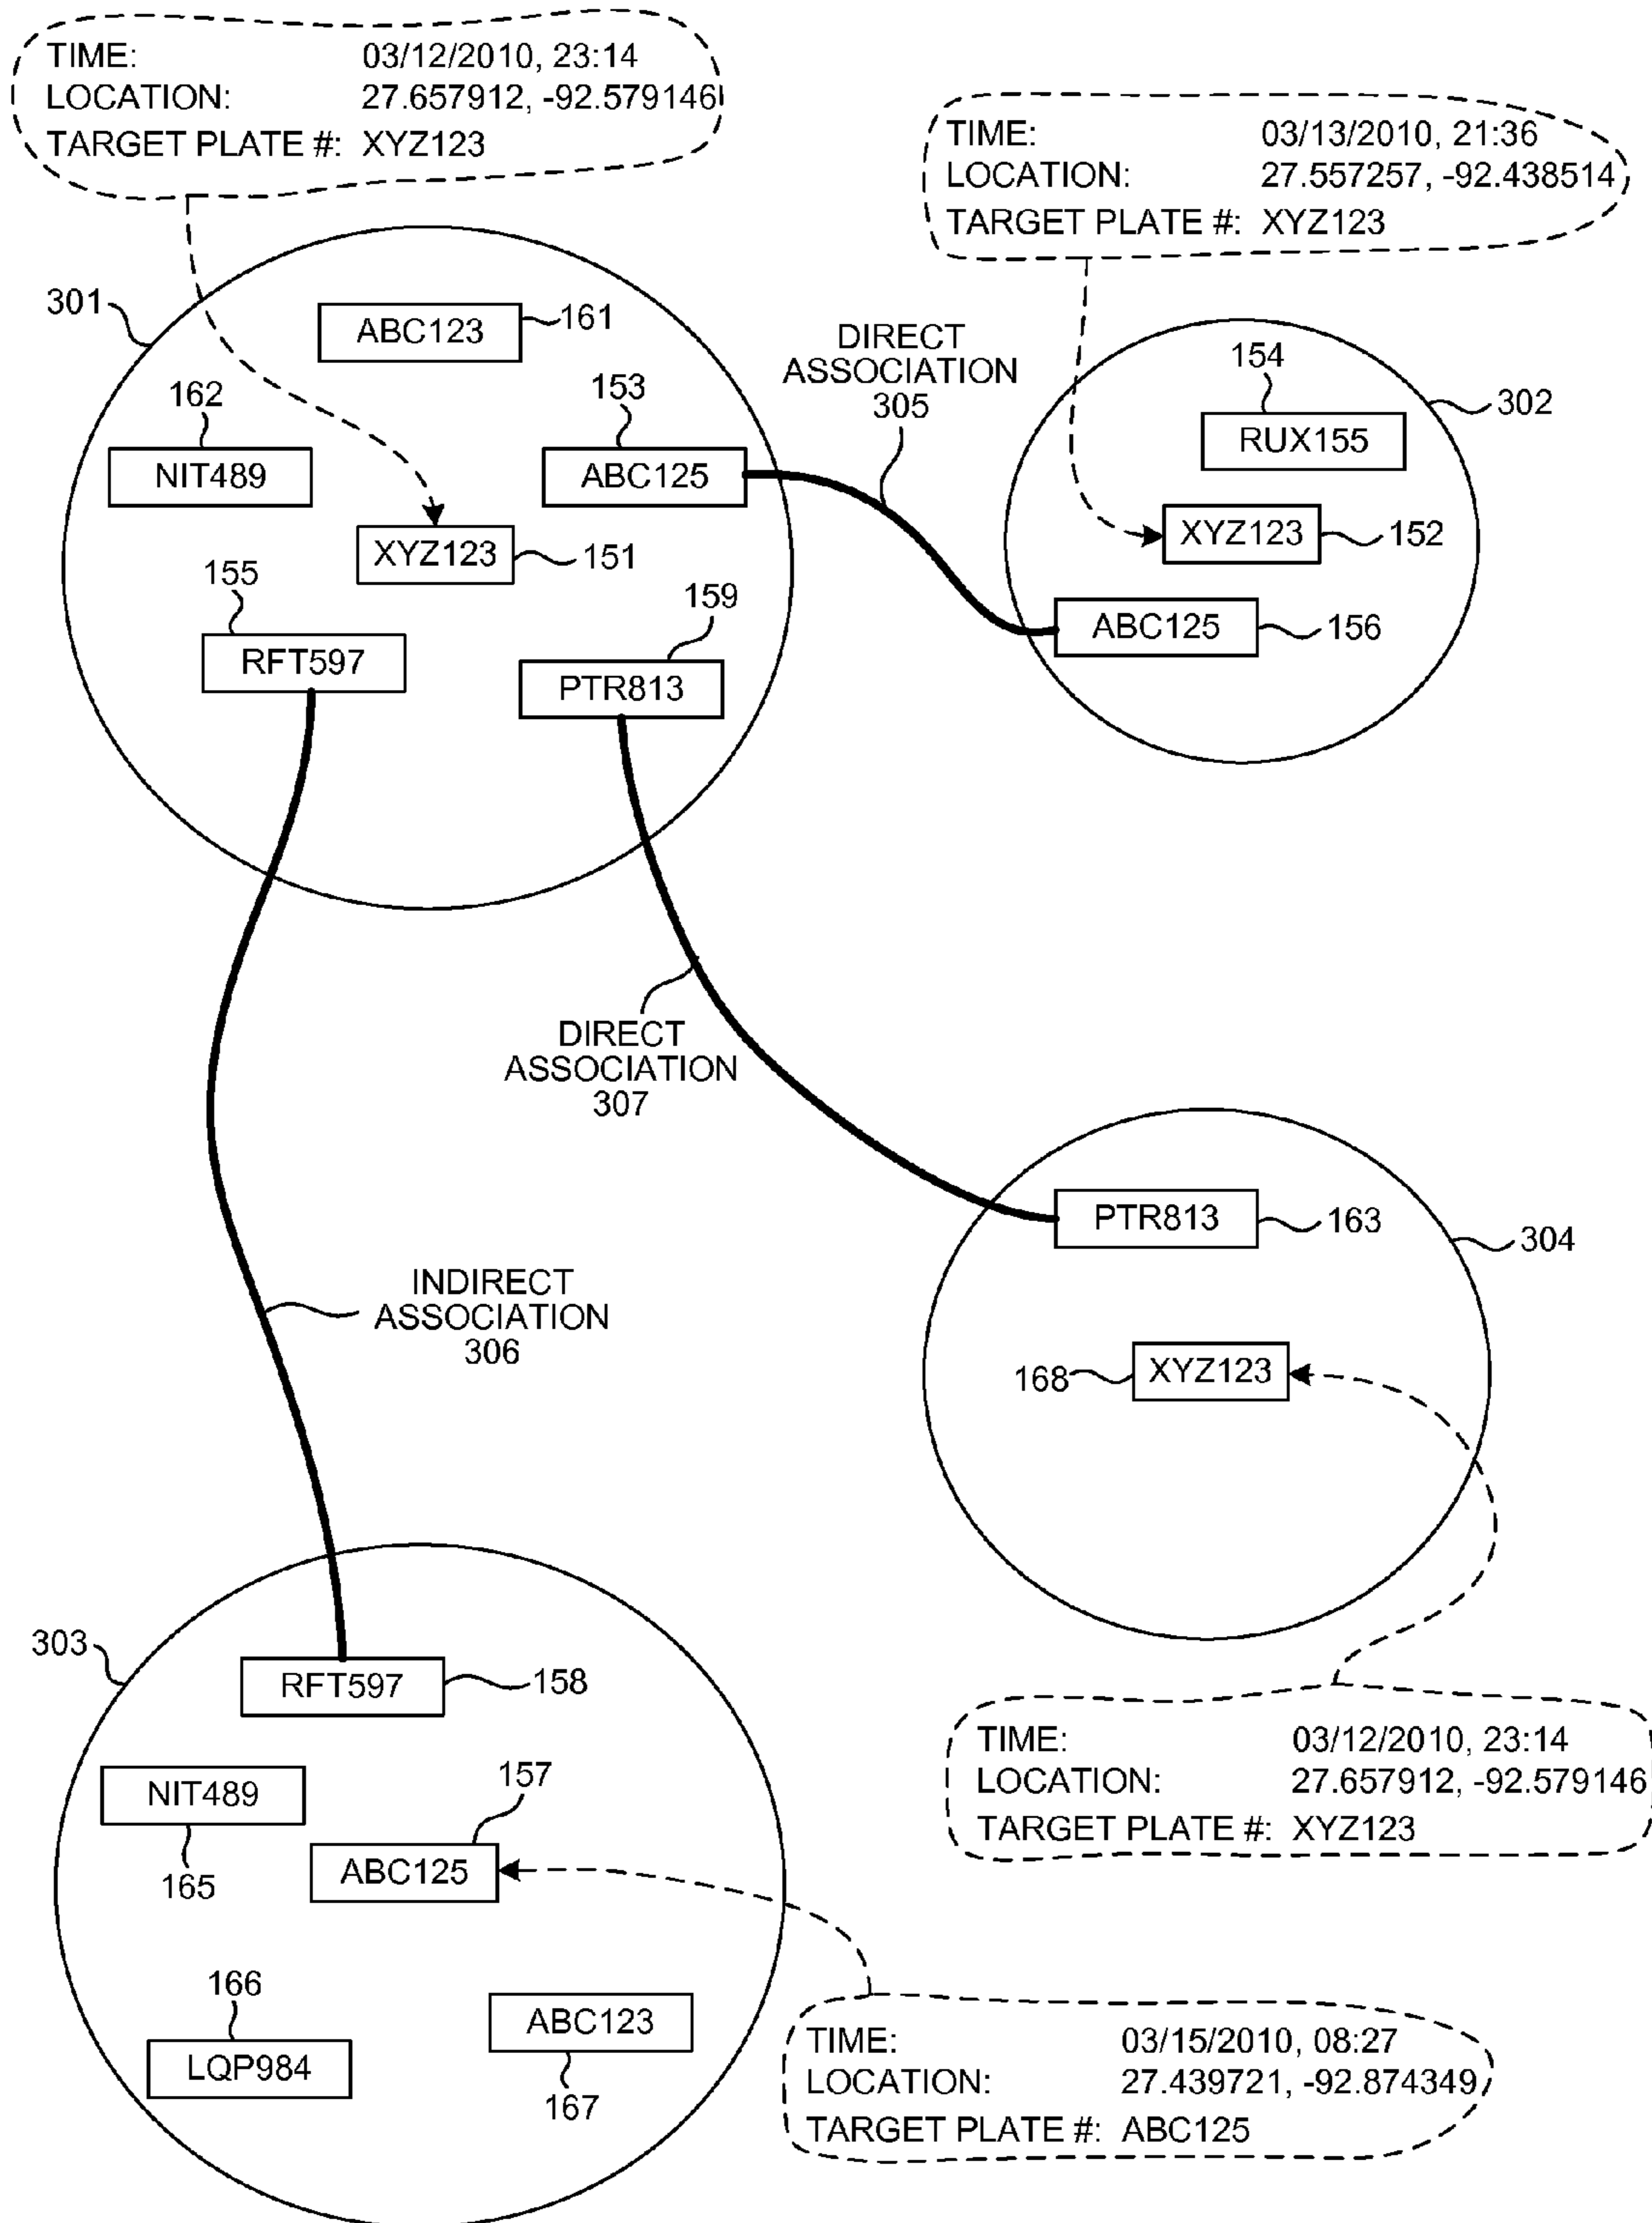 TIME: 03/12/2010, 23:14
LOCATION: 27.657912, -92.579146
TARGET PLATE #: XYZ123
TIME: 03/13/2010, 21:36
LOCATION: 27.557257, -92.438514
TARGET PLATE #: XYZ123
301
ABC123
161
162
NIT489
153
ABC125
XYZ123
151
155
RFT597
159
PTR813
DIRECT
ASSOCIATION
305
154
RUX155
302
XYZ123
152
ABC125
156
DIRECT
ASSOCIATION
307
INDIRECT
ASSOCIATION
306
PTR813
163
304
168
XYZ123
TIME: 03/12/2010, 23:14
LOCATION: 27.657912, -92.579146
TARGET PLATE #: XYZ123
303
RFT597
158
NIT489
165
157
ABC125
166
LQP984
ABC123
167
TIME: 03/15/2010, 08:27
LOCATION: 27.439721, -92.874349
TARGET PLATE #: ABC125